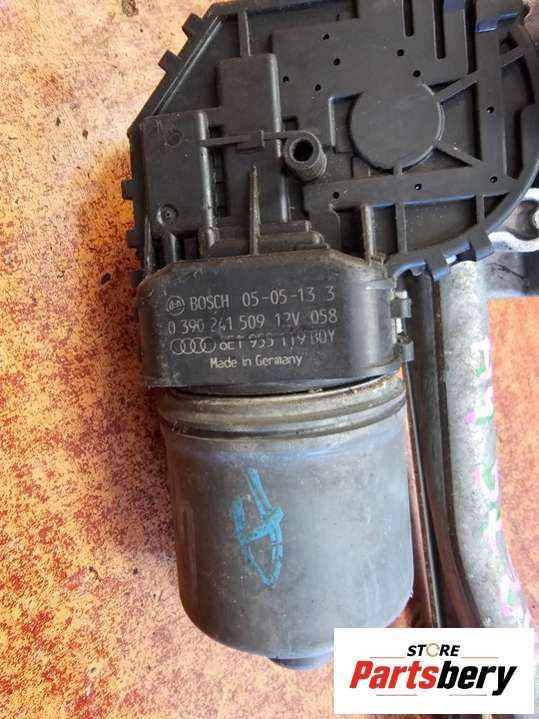 BOSCH 05-05-13 3
0 390 241 509 12V 058
8E1 955 119 B0Y
Made in Germany
STORE
Partsbery